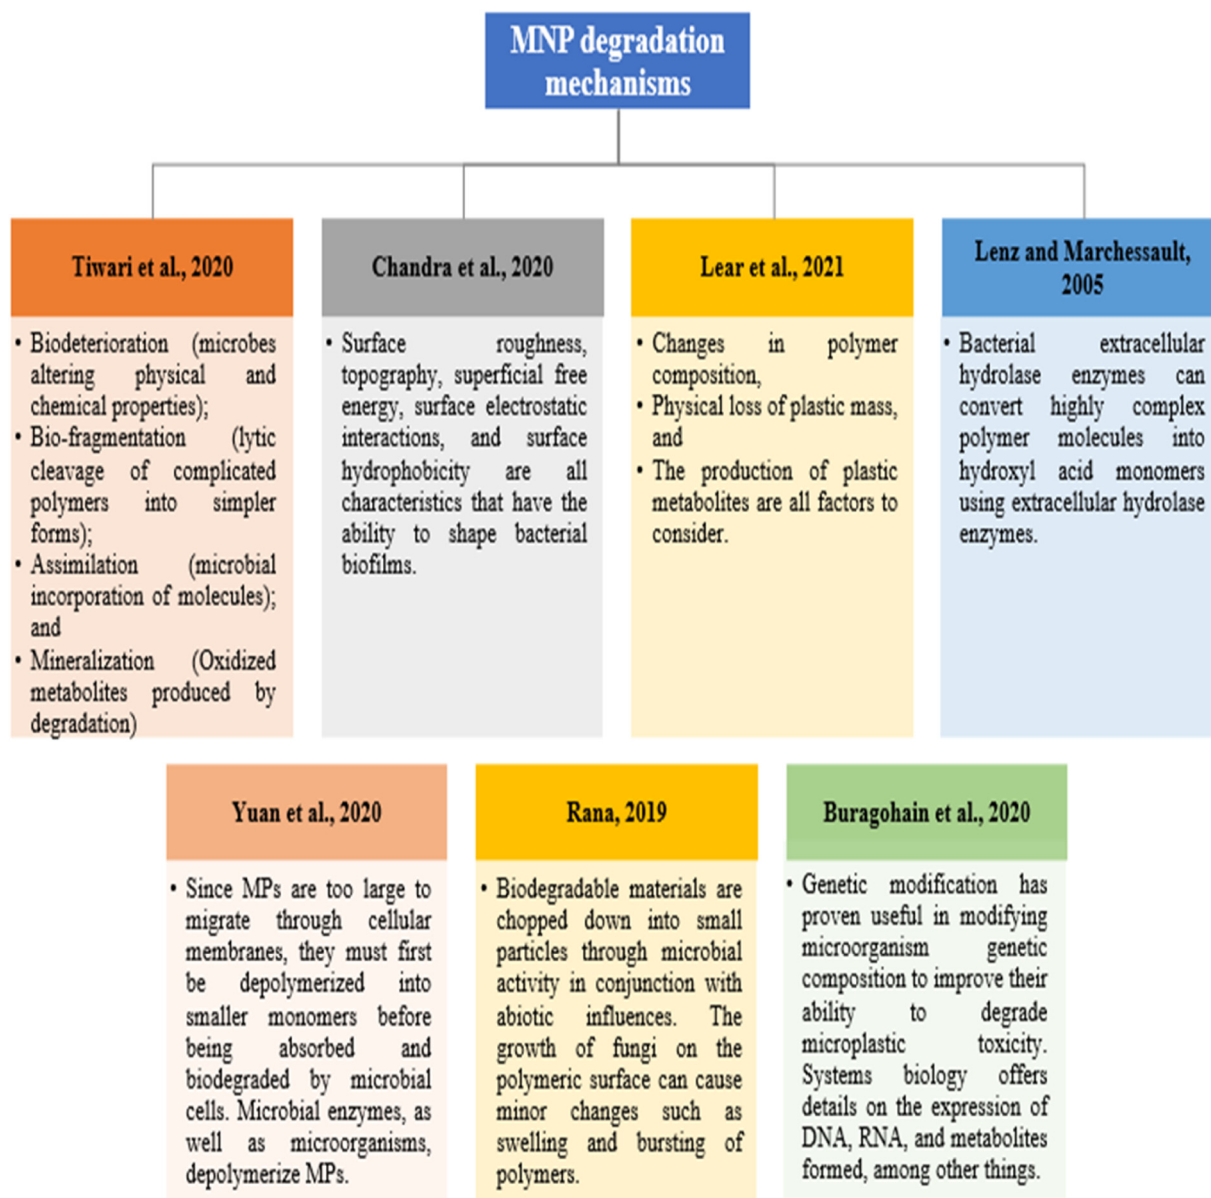 MNP degradation
mechanisms
Tiwari et al., 2020
• Biodeterioration (microbes
altering physical and
chemical properties);
• Bio-fragmentation (lytic
cleavage of complicated
polymers into simpler
forms);
• Assimilation (microbial
incorporation of molecules);
and
• Mineralization (Oxidized
metabolites produced by
degradation)
Chandra et al., 2020
• Surface roughness,
topography, superficial free
energy, surface electrostatic
interactions, and surface
hydrophobicity are all
characteristics that have the
ability to shape bacterial
biofilms.
Lear et al., 2021
• Changes in polymer
composition,
• Physical loss of plastic mass,
and
• The production of plastic
metabolites are all factors to
consider.
Lenz and Marchessault,
2005
• Bacterial extracellular
hydrolase enzymes can
convert highly complex
polymer molecules into
hydroxyl acid monomers
using extracellular hydrolase
enzymes.
Yuan et al., 2020
• Since MPs are too large to
migrate through cellular
membranes, they must first
be depolymerized into
smaller monomers before
being absorbed and
biodegraded by microbial
cells. Microbial enzymes, as
well as microorganisms,
depolymerize MPs.
Rana, 2019
• Biodegradable materials are
chopped down into small
particles through microbial
activity in conjunction with
abiotic influences. The
growth of fungi on the
polymeric surface can cause
minor changes such as
swelling and bursting of
polymers.
Buragohain et al., 2020
• Genetic modification has
proven useful in modifying
microorganism genetic
composition to improve their
ability to degrade
microplastic toxicity.
Systems biology offers
details on the expression of
DNA, RNA, and metabolites
formed, among other things.